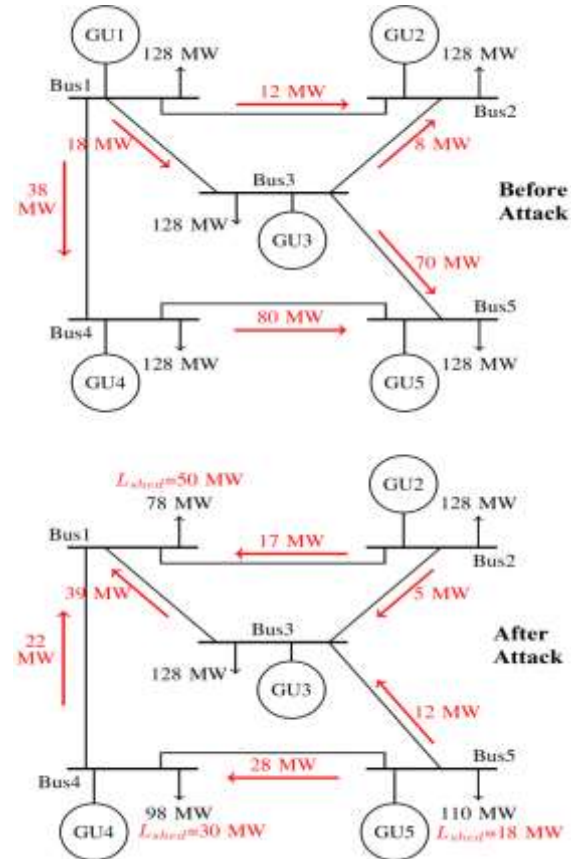 GU1 GU2
128 MW 128 MW
Bus1 12 MW Bus2
18 MW 8 MW
Bus3
38
MW
Before
Attack
128 MW GU3
70 MW
Bus4 80 MW Bus5
GU4 128 MW GU5 128 MW
L_shed=50 MW GU2
78 MW 128 MW
Bus1 17 MW Bus2
39 MW 5 MW
Bus3
22
MW
After
Attack
128 MW GU3
12 MW
Bus4 28 MW Bus5
98 MW 110 MW
GU4 L_shed=30 MW GU5 L_shed=18 MW